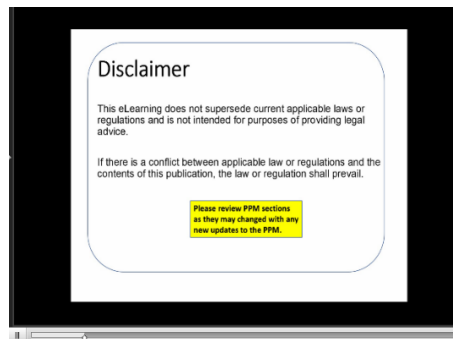 Disclaimer
This eLearning does not supersede current applicable laws or
regulations and is not intended for purposes of providing legal
advice.
If there is a conflict between applicable law or regulations and the
contents of this publication, the law or regulation shall prevail.
Please review PPM sections
as they may changed with any
new updates to the PPM.